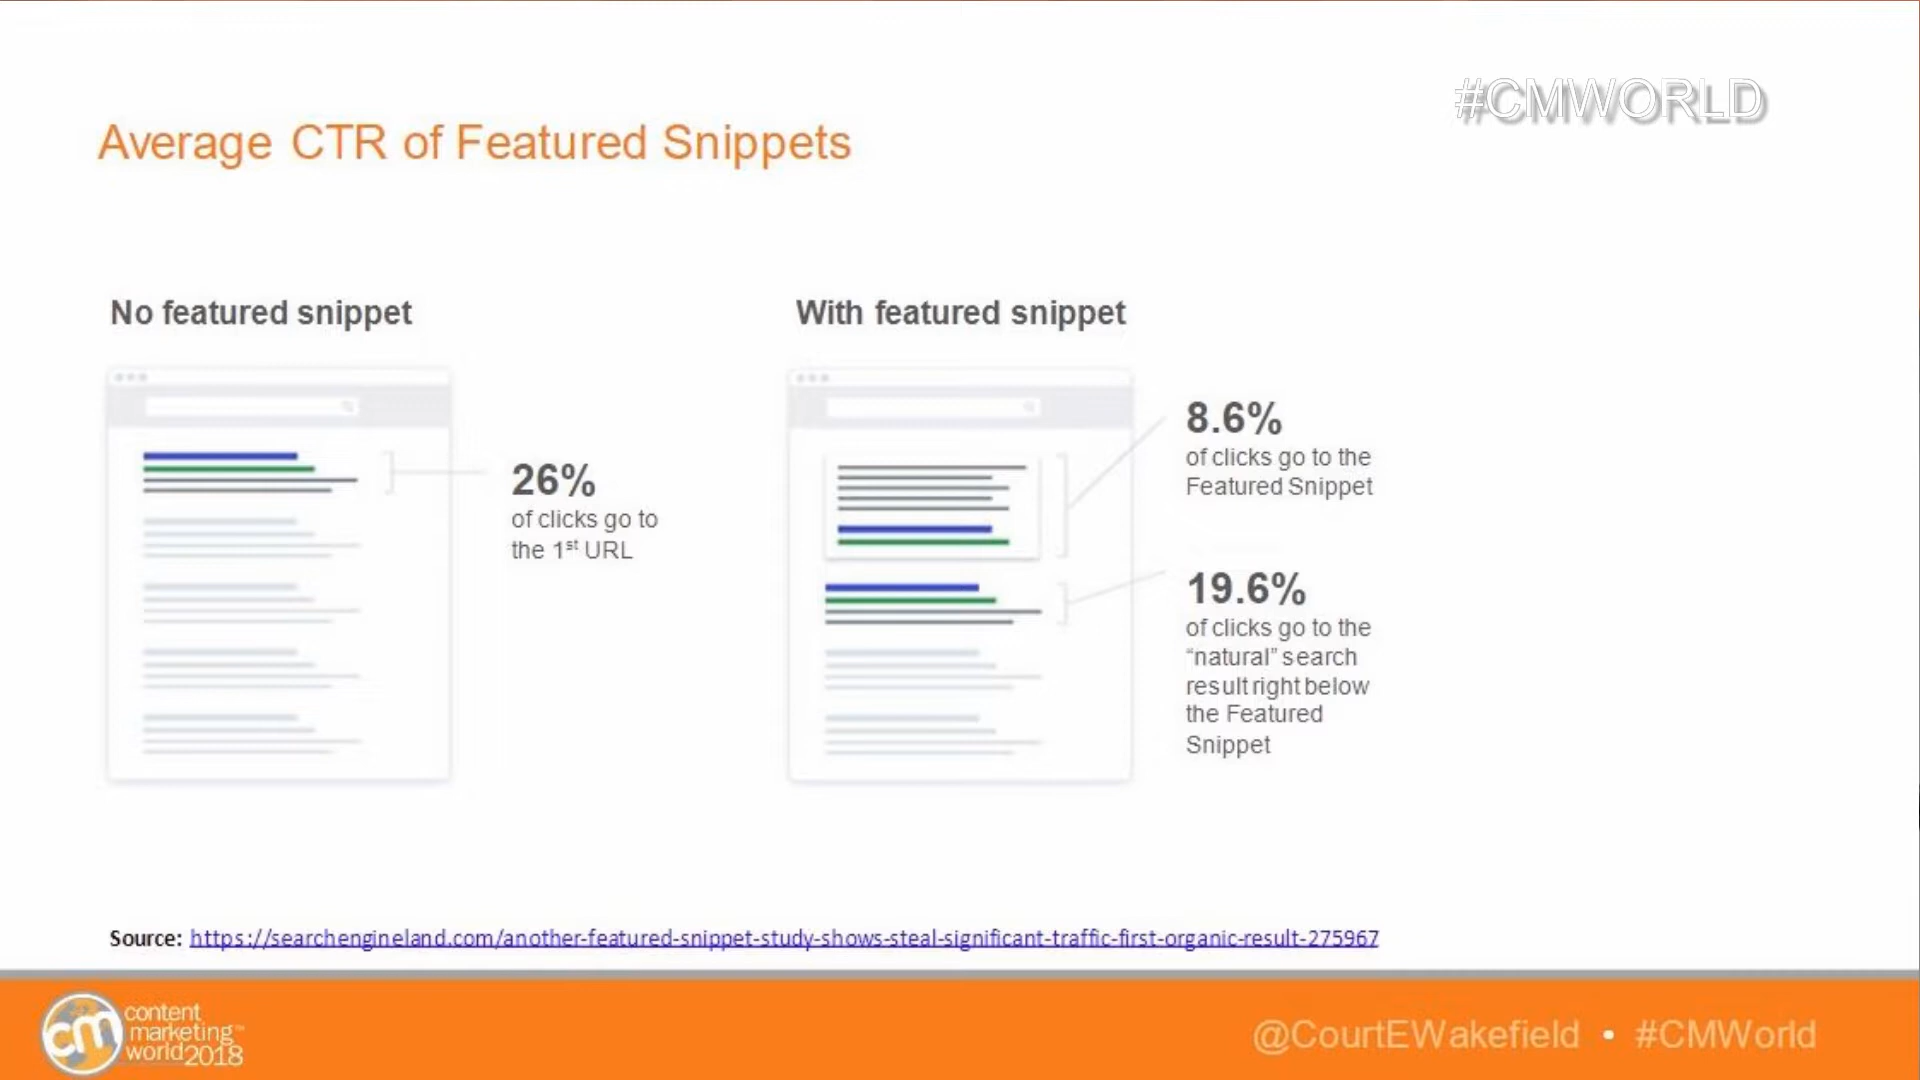 #CMWORLD
Average CTR of Featured Snippets
No featured snippet
26%
of clicks go to
the 1st URL
With featured snippet
8.6%
of clicks go to the
Featured Snippet
19.6%
of clicks go to the
“natural” search
result right below
the Featured
Snippet
Source: https://searchengineland.com/another-featured-snippet-study-shows-steal-significant-traffic-first-organic-result-275967
cm
content
marketing™
world2018
@CourtEWakefield • #CMWorld